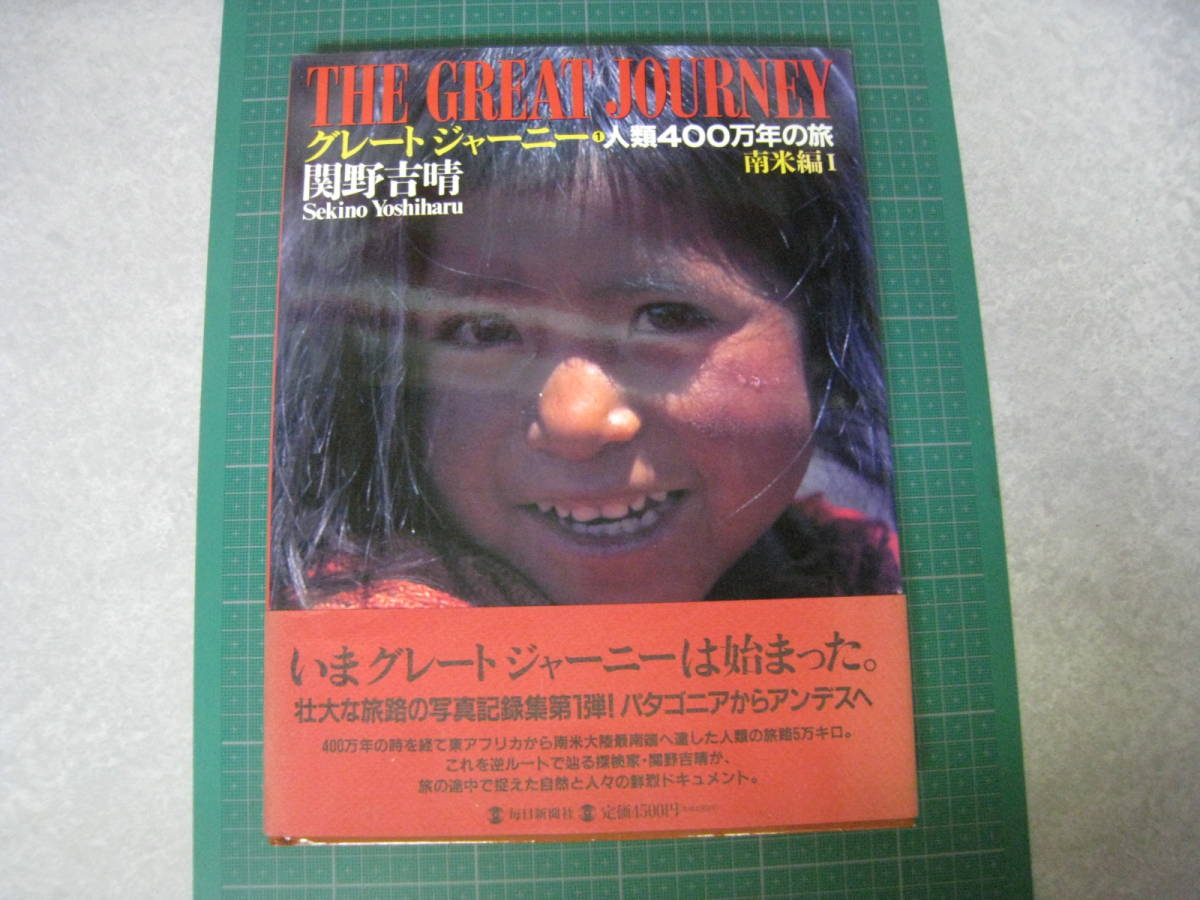 THE GREAT JOURNEY
グレートジャーニー❶人類400万年の旅
南米編Ⅰ
関野吉晴
Sekino Yoshiharu
いまグレートジャーニーは始まった。
壮大な旅路の写真記録集第1弾! パタゴニアからアンデスへ
400万年の時を経て東アフリカから南米大陸最南端へ達した人類の旅路5万キロ。
これを逆ルートで辿る探検家・関野吉晴が、
旅の途中で捉えた自然と人々の鮮烈ドキュメント。
毎日新聞社 定価4500円